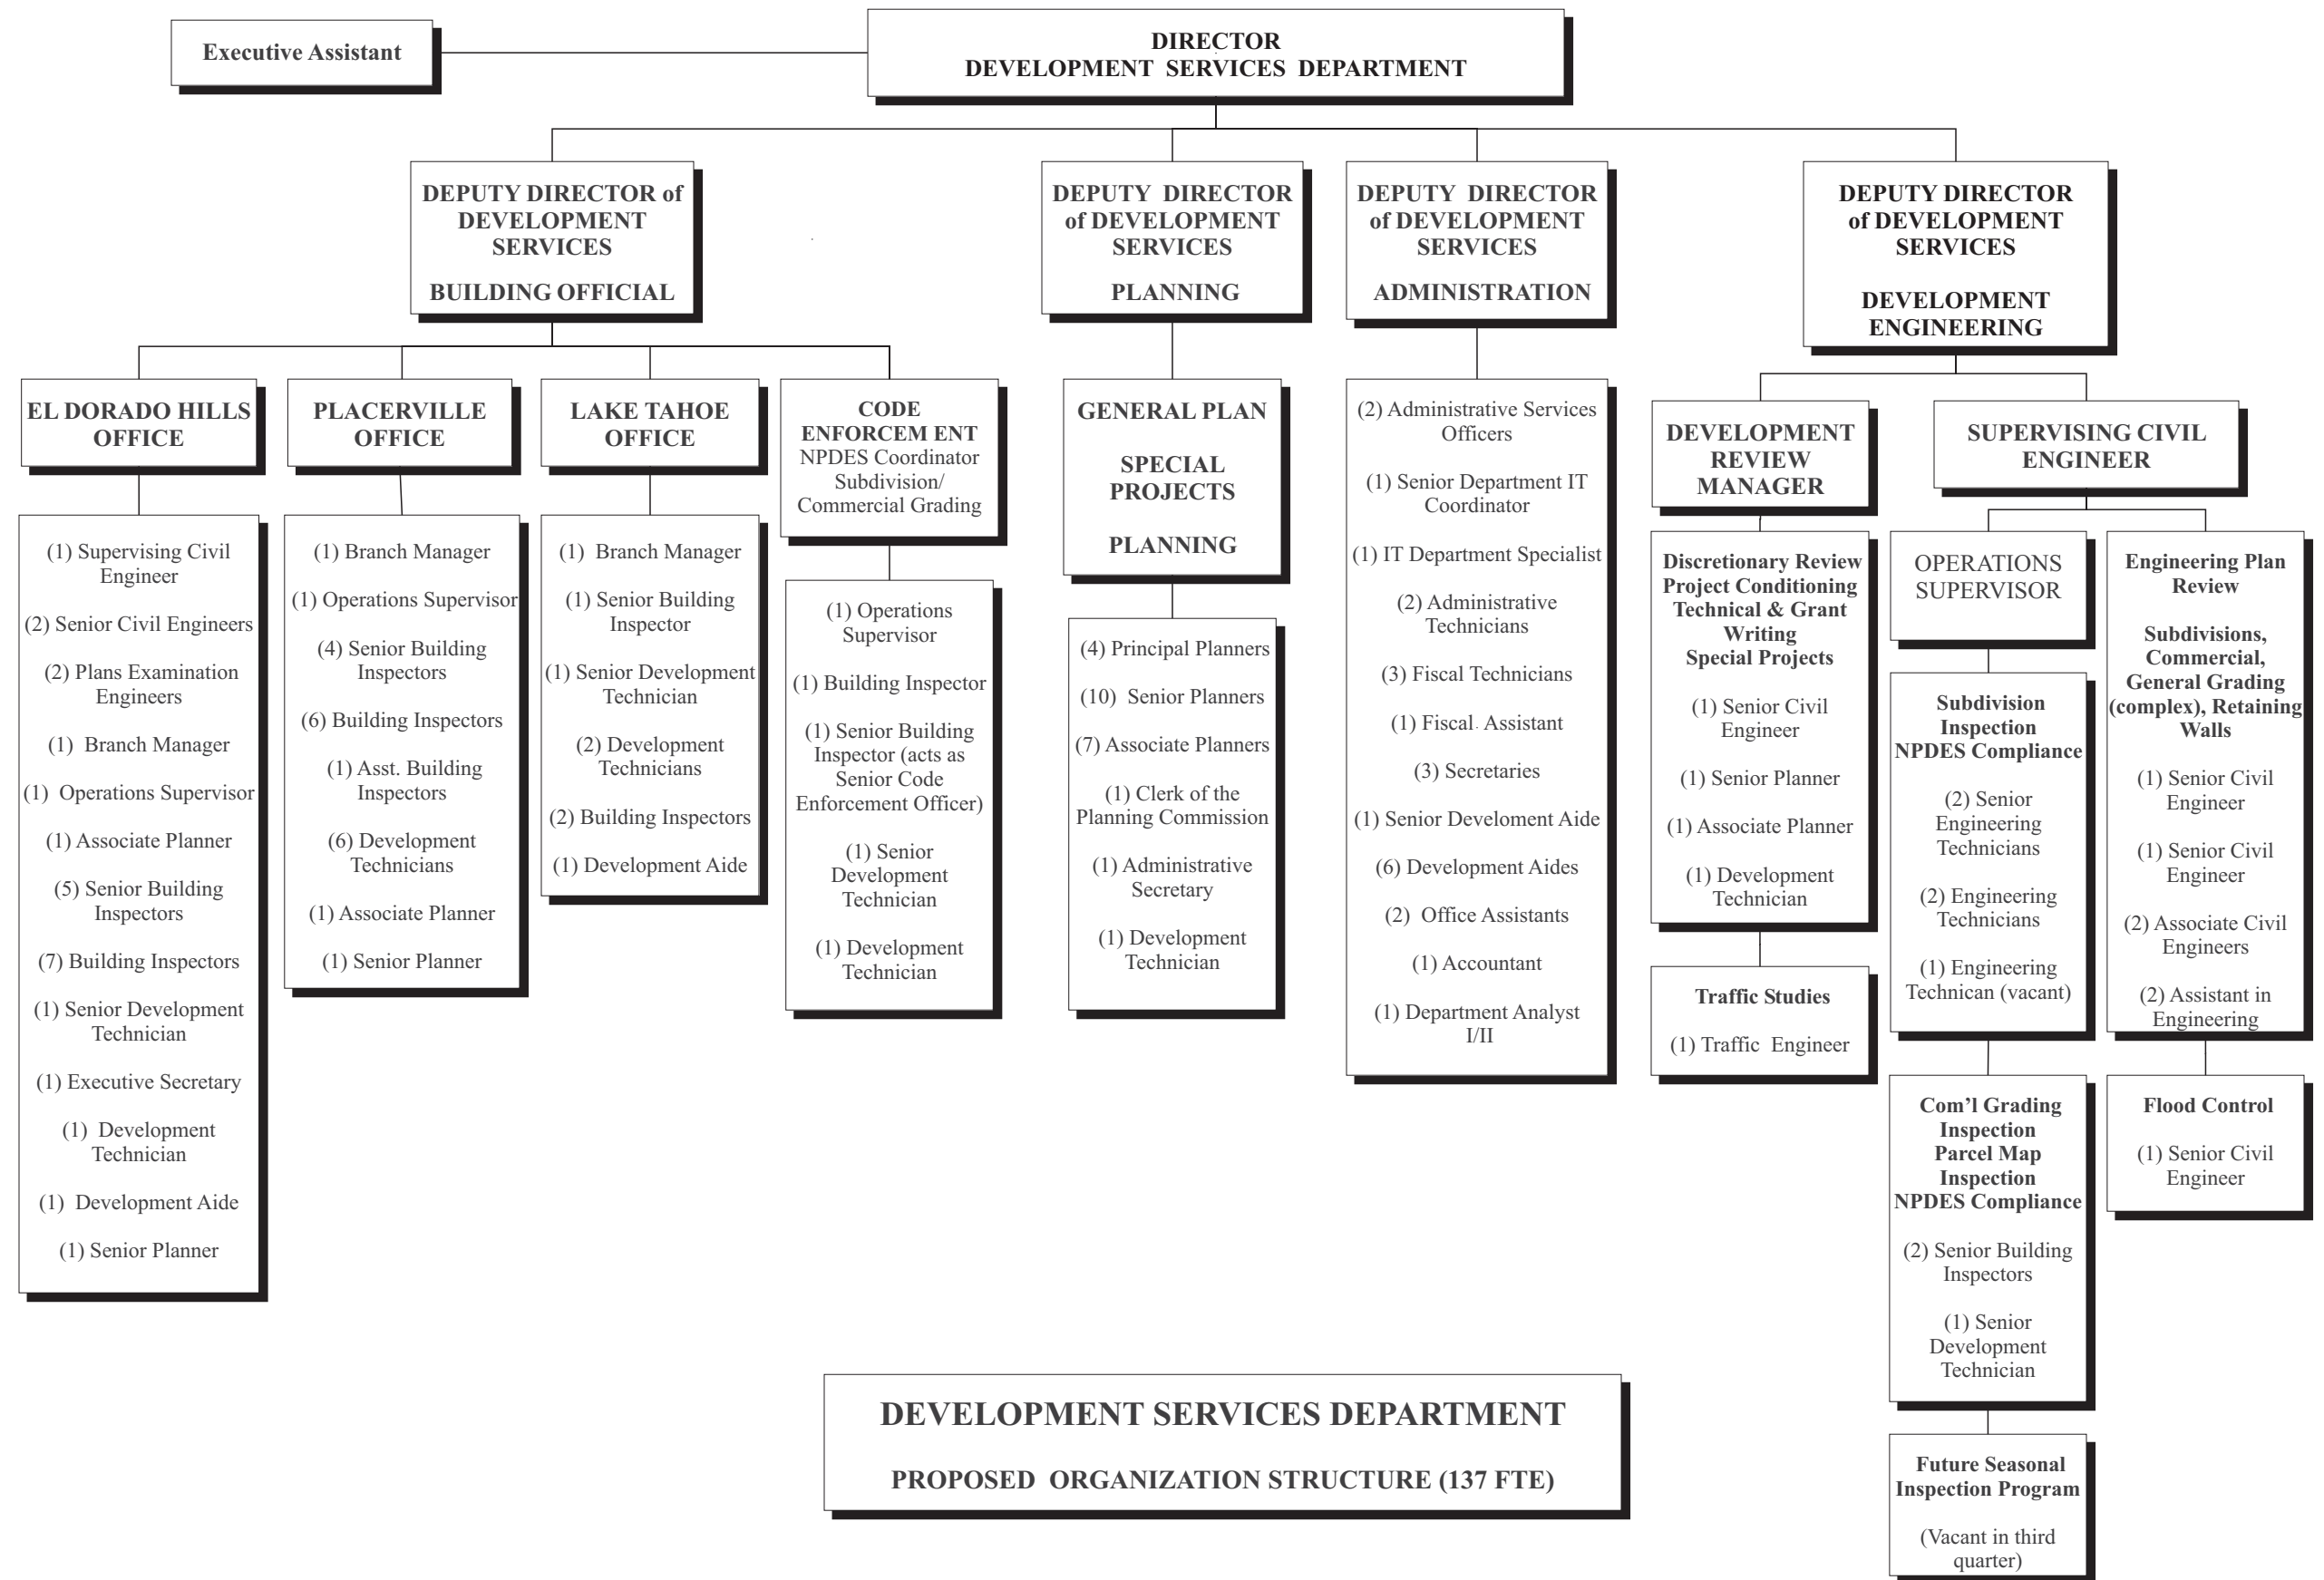 Executive Assistant
DIRECTOR
DEVELOPMENT SERVICES DEPARTMENT
DEPUTY DIRECTOR of
DEVELOPMENT
SERVICES
BUILDING OFFICIAL
DEPUTY DIRECTOR
of DEVELOPMENT
SERVICES
PLANNING
DEPUTY DIRECTOR
of DEVELOPMENT
SERVICES
ADMINISTRATION
DEPUTY DIRECTOR
of DEVELOPMENT
SERVICES
DEVELOPMENT
ENGINEERING
EL DORADO HILLS
OFFICE
(1) Supervising Civil
Engineer
(2) Senior Civil Engineers
(2) Plans Examination
Engineers
(1) Branch Manager
(1) Operations Supervisor
(1) Associate Planner
(5) Senior Building
Inspectors
(7) Building Inspectors
(1) Senior Development
Technician
(1) Executive Secretary
(1) Development
Technician
(1) Development Aide
(1) Senior Planner
PLACERVILLE
OFFICE
(1) Branch Manager
(1) Operations Supervisor
(4) Senior Building
Inspectors
(6) Building Inspectors
(1) Asst. Building
Inspectors
(6) Development
Technicians
(1) Associate Planner
(1) Senior Planner
LAKE TAHOE
OFFICE
(1) Branch Manager
(1) Senior Building
Inspector
(1) Senior Development
Technician
(2) Development
Technicians
(2) Building Inspectors
(1) Development Aide
CODE
ENFORCEM ENT
NPDES Coordinator
Subdivision/
Commercial Grading
(1) Operations
Supervisor
(1) Building Inspector
(1) Senior Building
Inspector (acts as
Senior Code
Enforcement Officer)
(1) Senior
Development
Technician
(1) Development
Technician
GENERAL PLAN
SPECIAL
PROJECTS
PLANNING
(4) Principal Planners
(10) Senior Planners
(7) Associate Planners
(1) Clerk of the
Planning Commission
(1) Administrative
Secretary
(1) Development
Technician
(2) Administrative Services
Officers
(1) Senior Department IT
Coordinator
(1) IT Department Specialist
(2) Administrative
Technicians
(3) Fiscal Technicians
(1) Fiscal. Assistant
(3) Secretaries
(1) Senior Develoment Aide
(6) Development Aides
(2) Office Assistants
(1) Accountant
(1) Department Analyst
I/II
DEVELOPMENT
REVIEW
MANAGER
Discretionary Review
Project Conditioning
Technical & Grant
Writing
Special Projects
(1) Senior Civil
Engineer
(1) Senior Planner
(1) Associate Planner
(1) Development
Technician
Traffic Studies
(1) Traffic Engineer
SUPERVISING CIVIL
ENGINEER
OPERATIONS
SUPERVISOR
Subdivision
Inspection
NPDES Compliance
(2) Senior
Engineering
Technicians
(2) Engineering
Technicians
(1) Engineering
Technican (vacant)
Com’l Grading
Inspection
Parcel Map
Inspection
NPDES Compliance
(2) Senior Building
Inspectors
(1) Senior
Development
Technician
Future Seasonal
Inspection Program
(Vacant in third
quarter)
Engineering Plan
Review
Subdivisions,
Commercial,
General Grading
(complex), Retaining
Walls
(1) Senior Civil
Engineer
(1) Senior Civil
Engineer
(2) Associate Civil
Engineers
(2) Assistant in
Engineering
Flood Control
(1) Senior Civil
Engineer
DEVELOPMENT SERVICES DEPARTMENT
PROPOSED ORGANIZATION STRUCTURE (137 FTE)